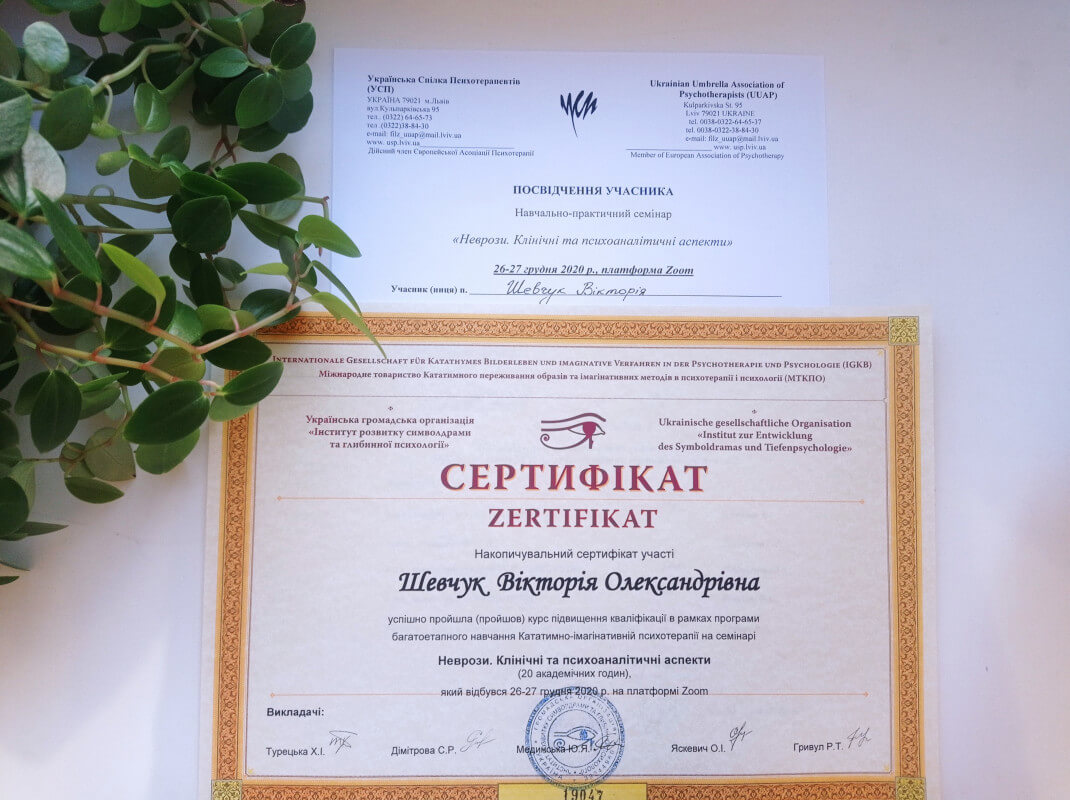 Українська Спілка Психотерапевтів
(УСП)
УКРАЇНА 79021 м.Львів
вул.Кульпарківська 95
тел.. (0322) 64-65-73
тел .(0322)38-84-30
e-mail: filz_uuap@mail.lviv.ua
www. usp.lviv.ua
Дійсний член Європейської Асоціації Психотерапії
УСП
Ukrainian Umbrella Association of
Psychotherapists (UUAP)
Kulparkivska St. 95
Lviv 79021 UKRAINE
tel. 0038-0322-64-65-37
tel. 0038-0322-38-84-30
e-mail: filz_uuap@mail.lviv.ua
www. usp.lviv.ua
Member of European Association of Psychotherapy
ПОСВІДЧЕННЯ УЧАСНИКА
Навчально-практичний семінар
«Неврози. Клінічні та психоаналітичні аспекти»
26-27 грудня 2020 р., платформа Zoom
Учасник (ниця) п. Шевчук Вікторія
Internationale Gesellschaft für Katathymes Bilderleben und imaginative Verfahren in der Psychotherapie und Psychologie (IGKB)
Міжнародне товариство Кататимного переживання образів та імагінативних методів в психотерапії і психології (МТКПО)
Українська громадська організація
«Інститут розвитку символдрами
та глибинної психології»
Ukrainische gesellschaftliche Organisation
«Institut zur Entwicklung
des Symboldramas und Tiefenpsychologie»
СЕРТИФІКАТ
ZERTIFIKAT
Накопичувальний сертифікат участі
Шевчук Вікторія Олександрівна
успішно пройшла (пройшов) курс підвищення кваліфікації в рамках програми
багатоетапного навчання Кататимно-імагінативній психотерапії на семінарі
Неврози. Клінічні та психоаналітичні аспекти
(20 академічних годин),
який відбувся 26-27 грудня 2020 р. на платформі Zoom
Викладачі:
Турецька Х.І. Дімітрова С.Р. Мединська Ю.Я. Яскевич О.І. Гривул Р.Т.
19047